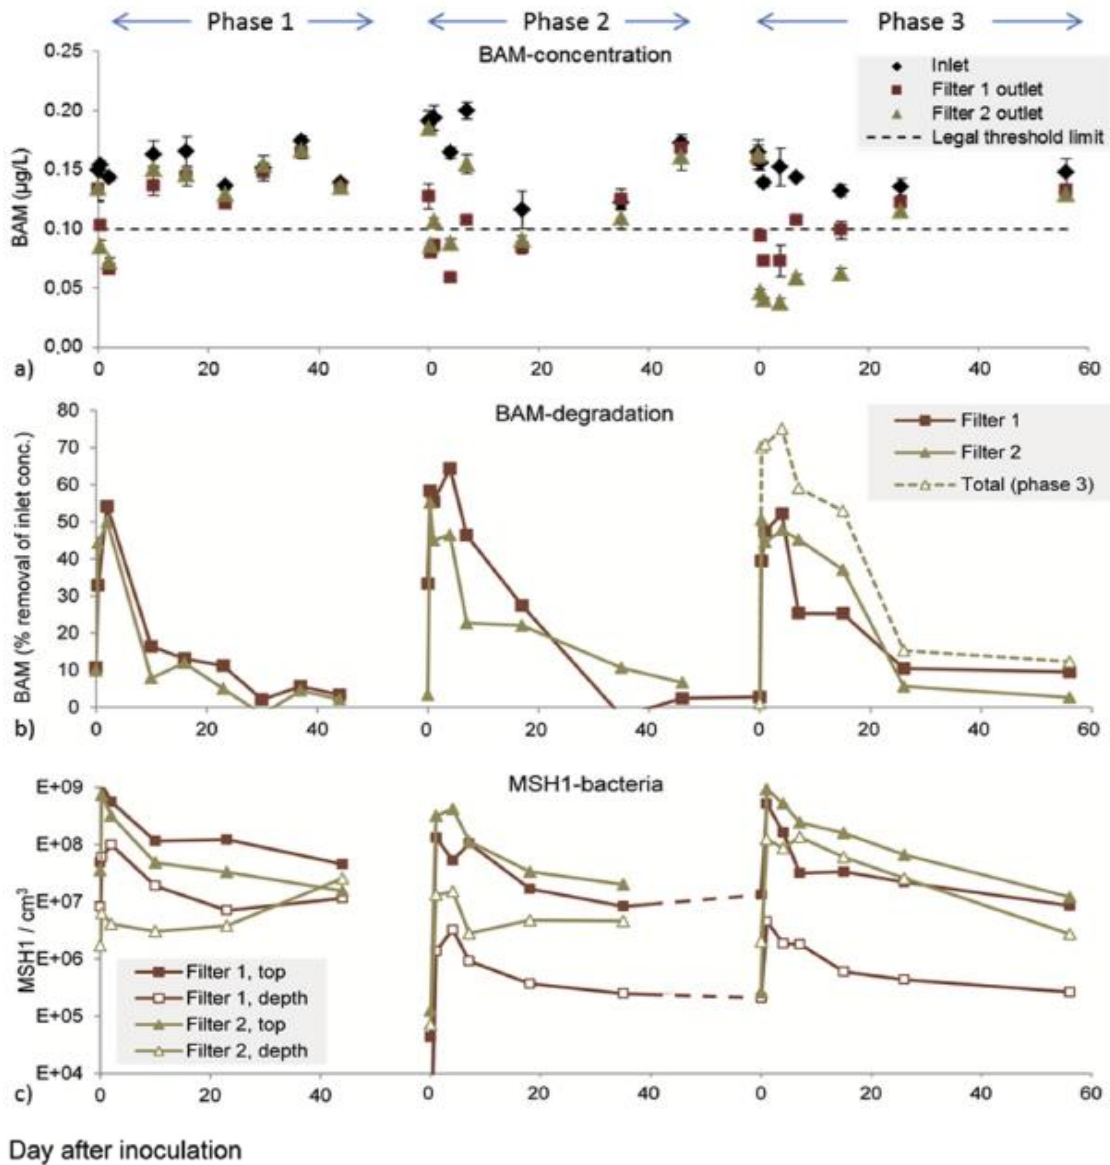 Phase 1 Phase 2 Phase 3
BAM-concentration
BAM (µg/L)
0.25
0.20
0.15
0.10
0.05
0,00
Inlet
Filter 1 outlet
Filter 2 outlet
Legal threshold limit
a)
0 20 40 0 20 40 0 20 40 60
BAM-degradation
BAM (% removal of inlet conc.)
80
70
60
50
40
30
20
10
0
Filter 1
Filter 2
Total (phase 3)
b)
0 20 40 0 20 40 0 20 40 60
MSH1-bacteria
MSH1 / cm³
E+09
E+08
E+07
E+06
E+05
E+04
Filter 1, top
Filter 1, depth
Filter 2, top
Filter 2, depth
c)
0 20 40 0 20 40 0 20 40 60
Day after inoculation